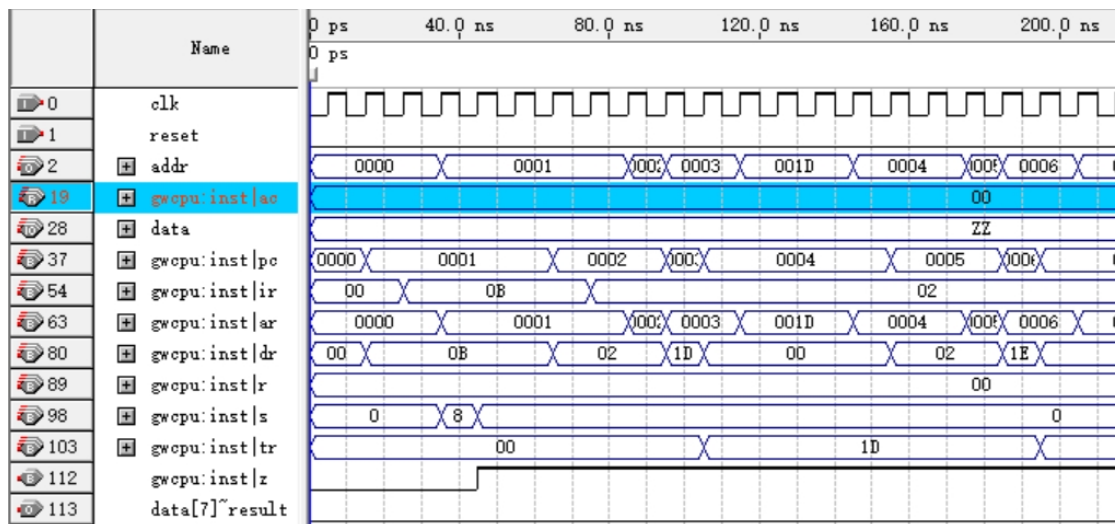 Name
0 ps 40.0 ns 80.0 ns 120.0 ns 160.0 ns 200.0 ns
0 ps
0 clk
1 reset
2 addr 0000 0001 0002 0003 001D 0004 0005 0006
19 gwcpu:inst|ac 00
28 data ZZ
37 gwcpu:inst|pc 0000 0001 0002 0004 0005
54 gwcpu:inst|ir 00 0B 02
63 gwcpu:inst|ar 0000 0001 0002 0003 001D 0004 0005 0006
80 gwcpu:inst|dr 00 0B 02 1D 00 02 1E
89 gwcpu:inst|r 00
98 gwcpu:inst|s 0 8 0
103 gwcpu:inst|tr 00 1D
112 gwcpu:inst|z
113 data[7]~result